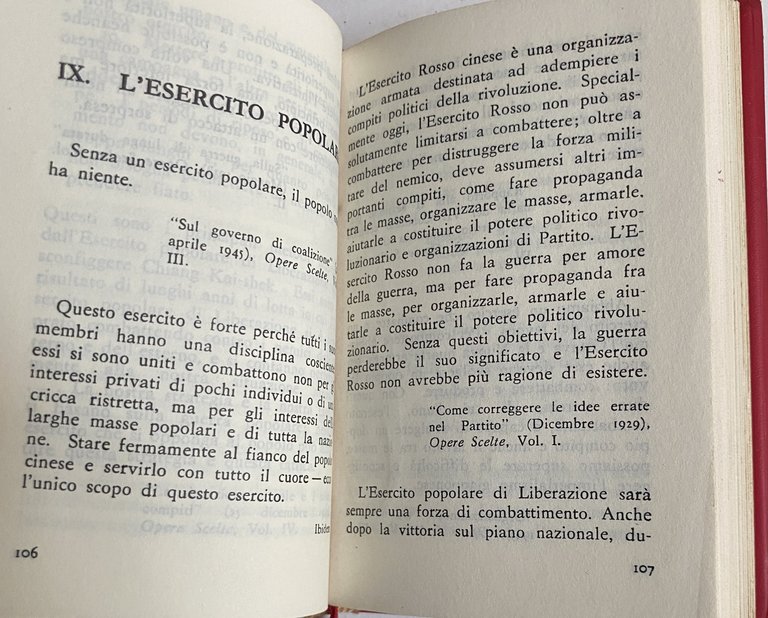 IX. L'ESERCITO POPOLAR
Senza un esercito popolare, il popolo
ha niente.
"Sul governo di coalizione"
aprile 1945), Opere Scelte,
III.
Questo esercito è forte perché tutti i
membri hanno una disciplina cosciente
essi si sono uniti e combattono non per g
interessi privati di pochi individui o di u
cricca ristretta, ma per gli interessi del
larghe masse popolari e di tutta la nazio
ne. Stare fermamente al fianco del popo
cinese e servirlo con tutto il cuore—ecc
l'unico scopo di questo esercito.
Ibidem
106
L'Esercito Rosso cinese è una organizza-
zione armata destinata ad adempiere i
compiti politici della rivoluzione. Special-
mente oggi, l'Esercito Rosso non può as-
solutamente limitarsi a combattere; oltre a
combattere per distruggere la forza mili-
tare del nemico, deve assumersi altri im-
portanti compiti, come fare propaganda
tra le masse, organizzare le masse, armarle.
aiutarle a costituire il potere politico rivo-
luzionario e organizzazioni di Partito. L'E-
sercito Rosso non fa la guerra per amore
della guerra, ma per fare propaganda fra
le masse, per organizzarle, armarle e aiu-
tarle a costituire il potere politico rivolu-
zionario. Senza questi obiettivi, la guerra
perderebbe il suo significato e l'Esercito
Rosso non avrebbe più ragione di esistere.
"Come correggere le idee errate
nel Partito" (Dicembre 1929),
Opere Scelte, Vol. I.
L'Esercito popolare di Liberazione sarà
sempre una forza di combattimento. Anche
dopo la vittoria sul piano nazionale, du-
107